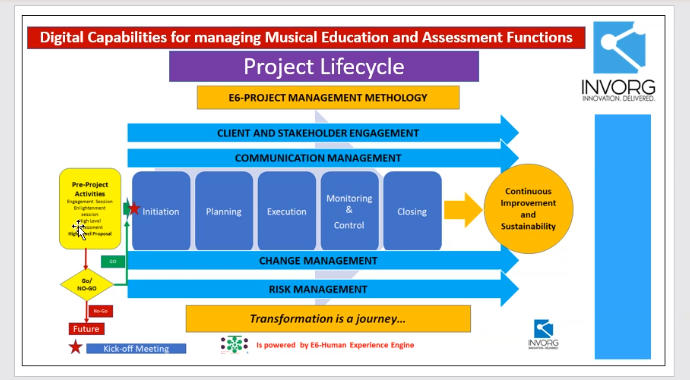 Digital Capabilities for managing Musical Education and Assessment Functions
Project Lifecycle
INVORG
INNOVATION. DELIVERED.
E6-PROJECT MANAGEMENT METHOLOGY
CLIENT AND STAKEHOLDER ENGAGEMENT
COMMUNICATION MANAGEMENT
Pre-Project
Activities
Engagement Session
Enlightenment
session
High Level
High Level Proposal
Initiation
Planning
Execution
Monitoring
&
Control
Closing
Continuous
Improvement
and
Sustainability
CHANGE MANAGEMENT
RISK MANAGEMENT
GO
Go/
NO-GO
No-Go
Future
Transformation is a journey...
Kick-off Meeting
Is powered by E6-Human Experience Engine
INVORG